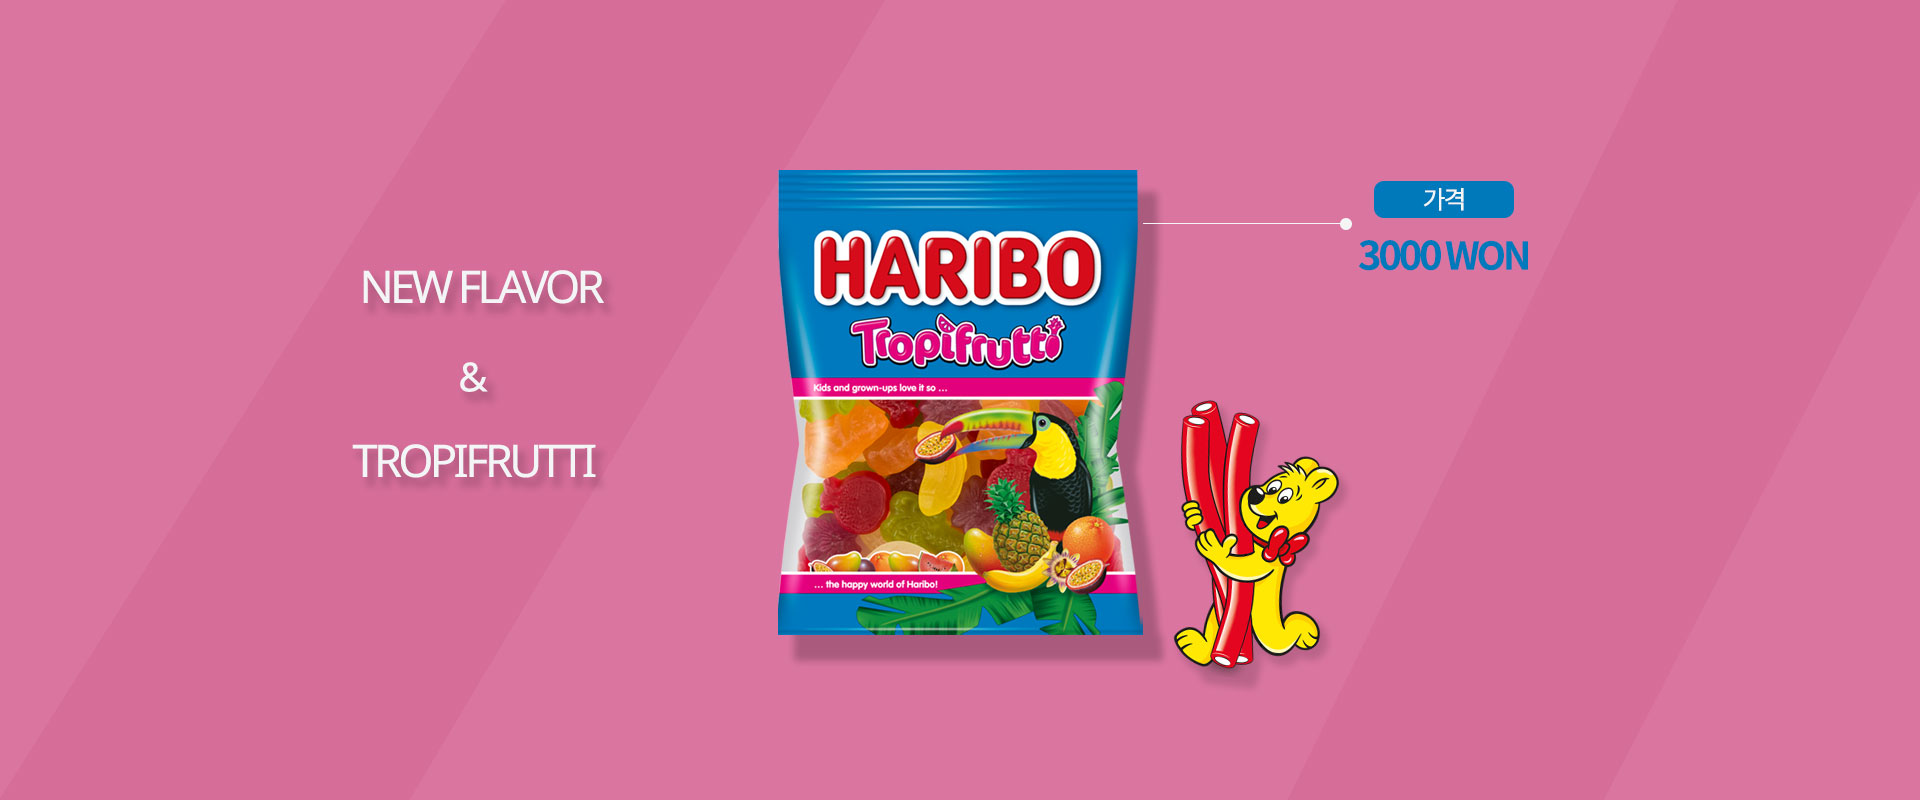 NEW FLAVOR
&
TROPIFRUTTI
HARIBO
Tropifrutti
Kids and grown-ups love it so ...
... the happy world of Haribo!
가격
3000 WON